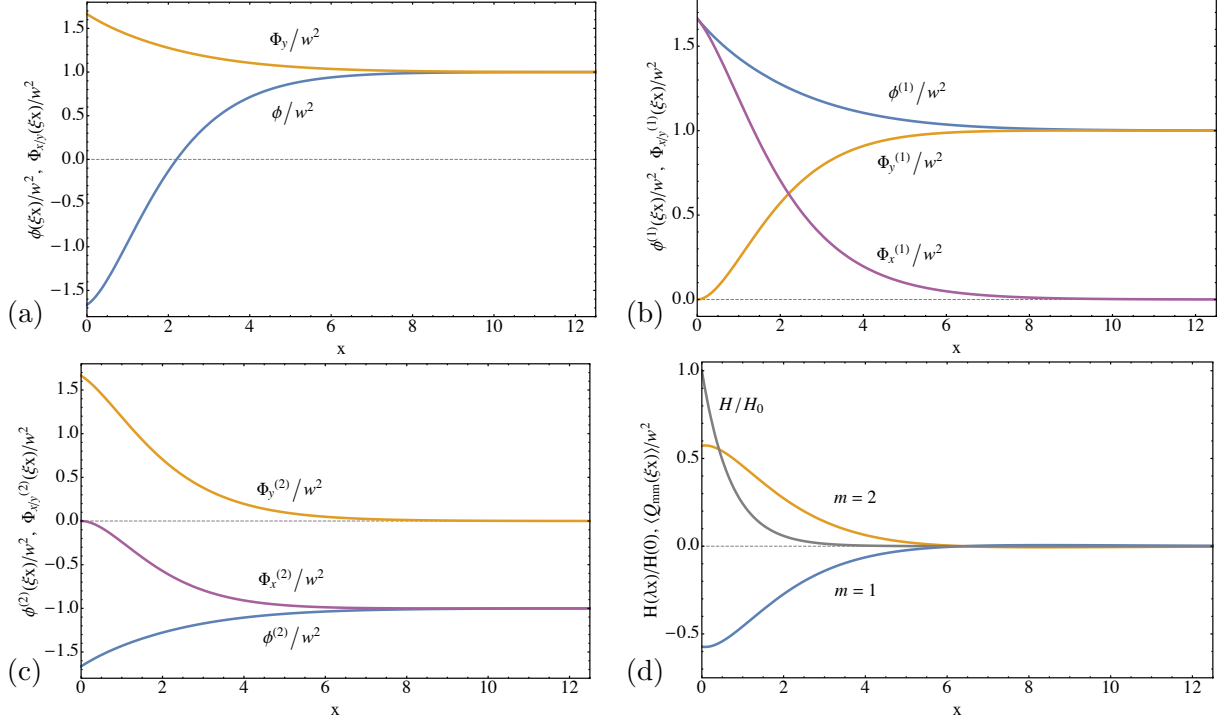 (a)
ϕ(ξx)/w², Φx/y(ξx)/w²
1.5
1.0
0.5
0.0
−0.5
−1.0
−1.5
Φy/w²
ϕ/w²
0 2 4 6 8 10 12
x
(b)
ϕ⁽¹⁾(ξx)/w², Φx/y⁽¹⁾(ξx)/w²
1.5
1.0
0.5
0.0
ϕ⁽¹⁾/w²
Φy⁽¹⁾/w²
Φx⁽¹⁾/w²
0 2 4 6 8 10 12
x
(c)
ϕ⁽²⁾(ξx)/w², Φx/y⁽²⁾(ξx)/w²
1.5
1.0
0.5
0.0
−0.5
−1.0
−1.5
Φy⁽²⁾/w²
Φx⁽²⁾/w²
ϕ⁽²⁾/w²
0 2 4 6 8 10 12
x
(d)
H(λx)/H(0), ⟨Qmm(ξx)⟩/w²
1.0
0.5
0.0
−0.5
H/H₀
m = 2
m = 1
0 2 4 6 8 10 12
x